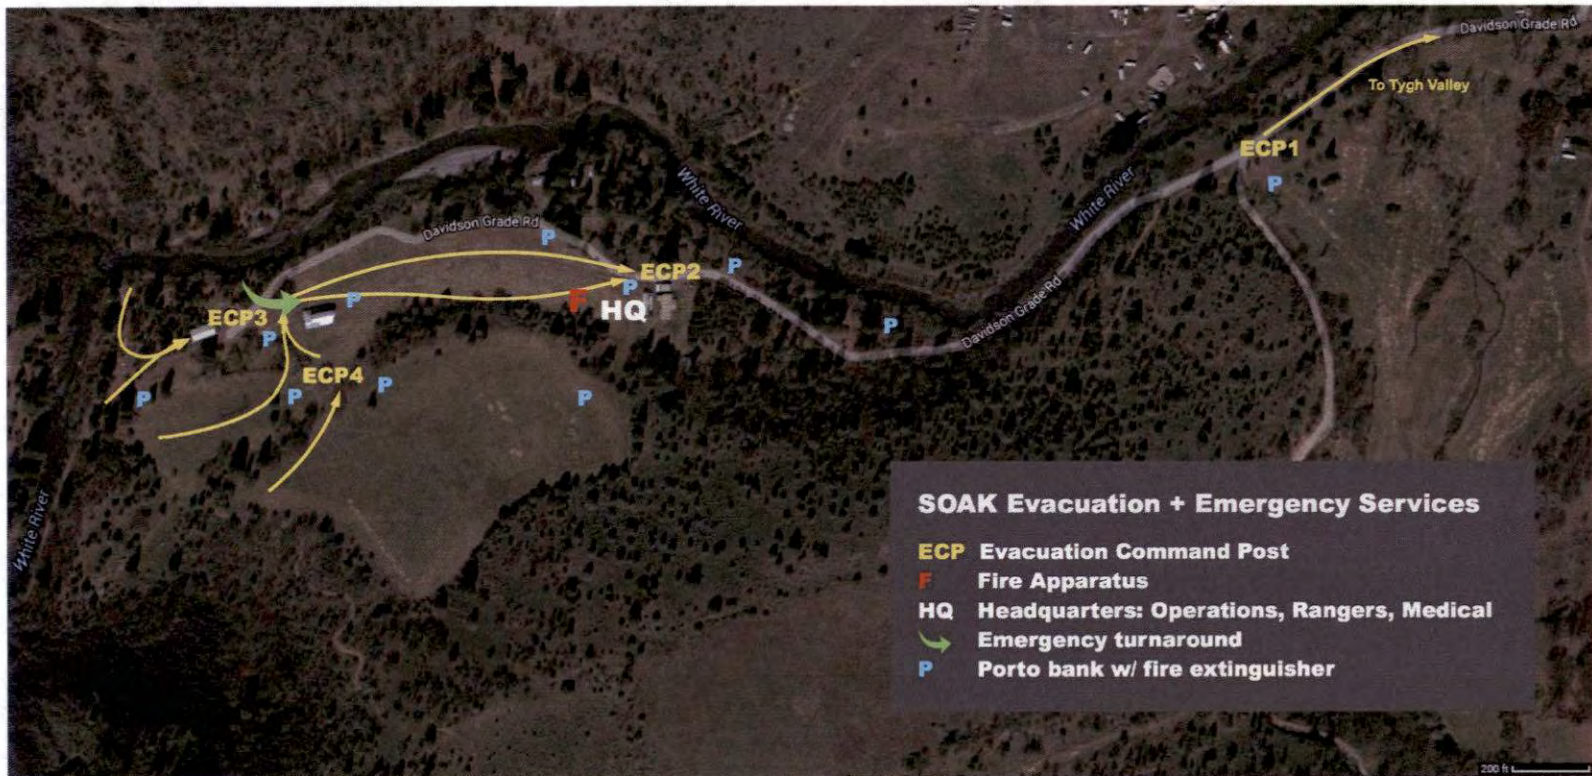 Davidson Grade Rd
To Tygh Valley
ECP1
P
White River
White River
Davidson Grade Rd
P
ECP2
P
P
F
HQ
P
ECP3
P
Davidson Grade Rd
P
ECP4
P
P
P
P
White River
SOAK Evacuation + Emergency Services
ECP Evacuation Command Post
F Fire Apparatus
HQ Headquarters: Operations, Rangers, Medical
Emergency turnaround
P Porto bank w/ fire extinguisher
200 ft